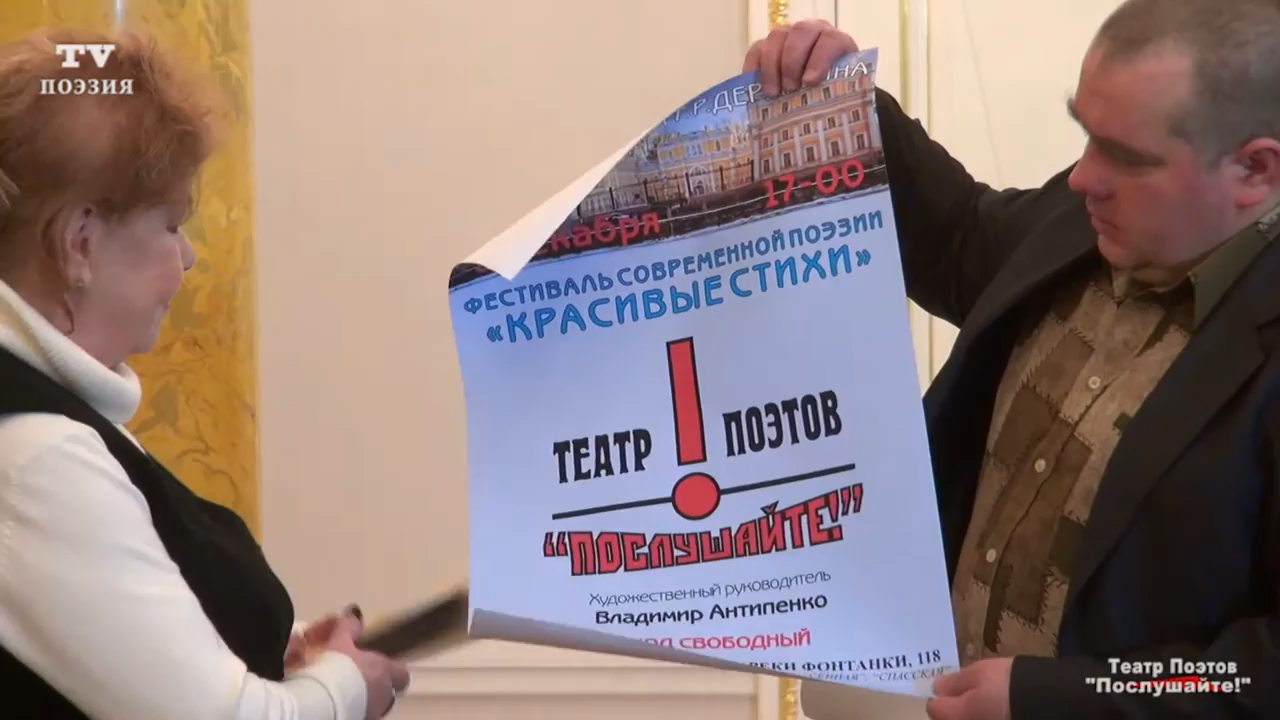 TV
ПОЭЗИЯ
17-00
ФЕСТИВАЛЬ СОВРЕМЕННОЙ ПОЭЗИИ
«КРАСИВЫЕ СТИХИ»
ТЕАТР ! ПОЭТОВ
“ПОСЛУШАЙТЕ!”
Художественный руководитель
Владимир Антипенко
СВОБОДНЫЙ
ФОНТАНКИ, 118
Театр Поэтов
"Послушайте!"